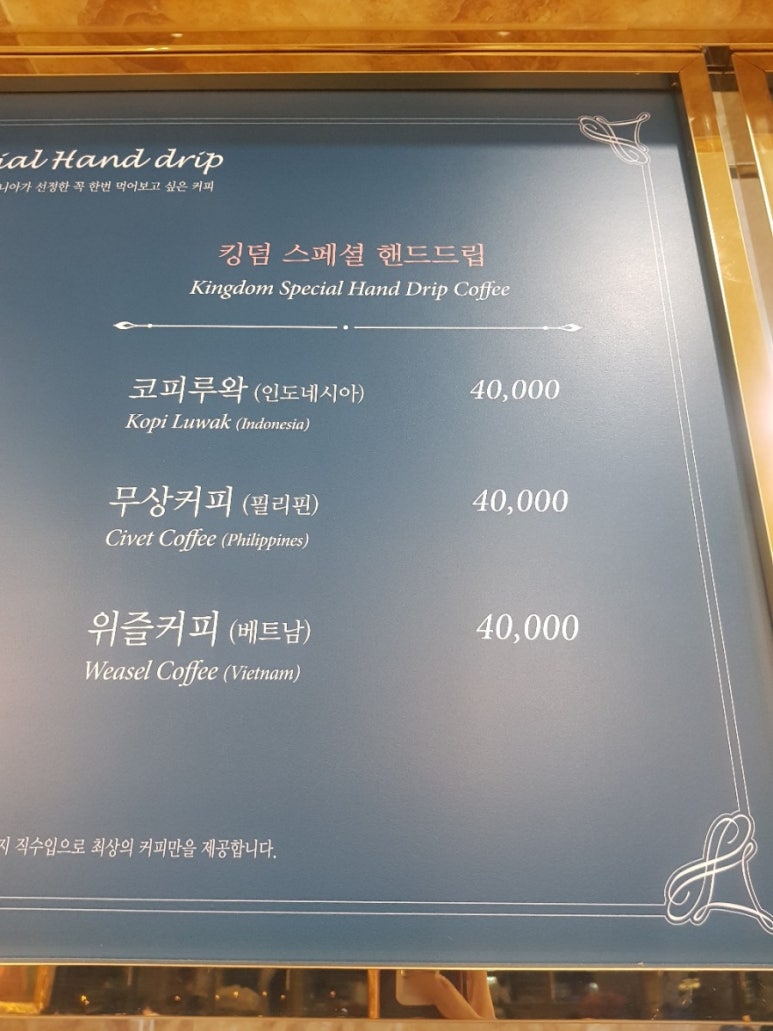 ial Hand drip
니아가 선정한 꼭 한번 먹어보고 싶은 커피
킹덤 스페셜 핸드드립
Kingdom Special Hand Drip Coffee
코피루왁 (인도네시아) 40,000
Kopi Luwak (Indonesia)
무상커피 (필리핀) 40,000
Civet Coffee (Philippines)
위즐커피 (베트남) 40,000
Weasel Coffee (Vietnam)
지 직수입으로 최상의 커피만을 제공합니다.